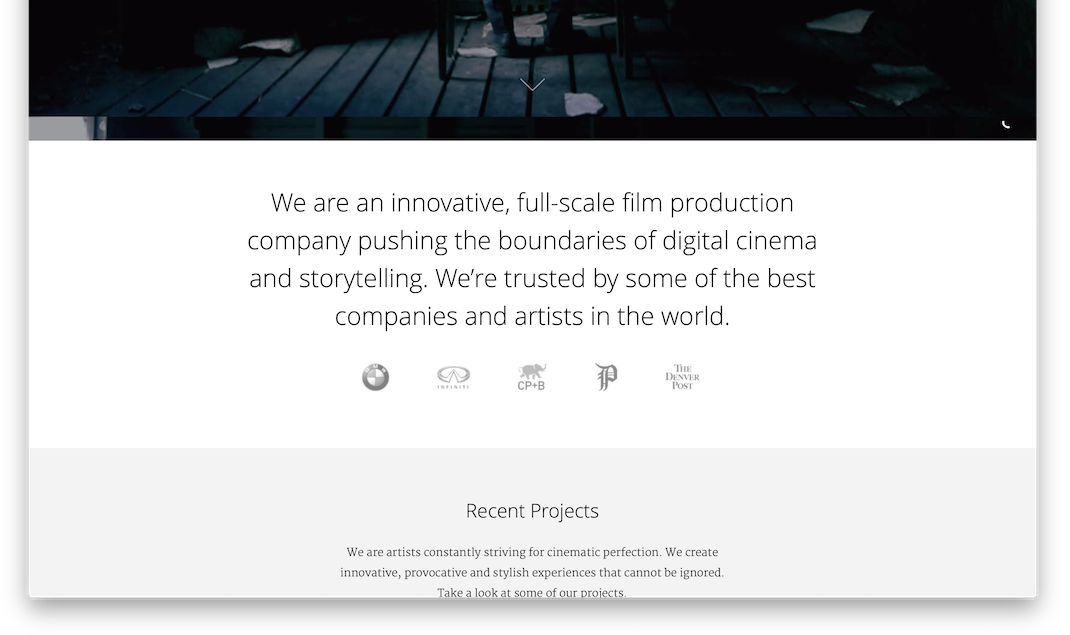 We are an innovative, full-scale film production
company pushing the boundaries of digital cinema
and storytelling. We’re trusted by some of the best
companies and artists in the world.
BMW
INFINITI
CP+B
P
THE
DENVER
POST
Recent Projects
We are artists constantly striving for cinematic perfection. We create
innovative, provocative and stylish experiences that cannot be ignored.
Take a look at some of our projects.